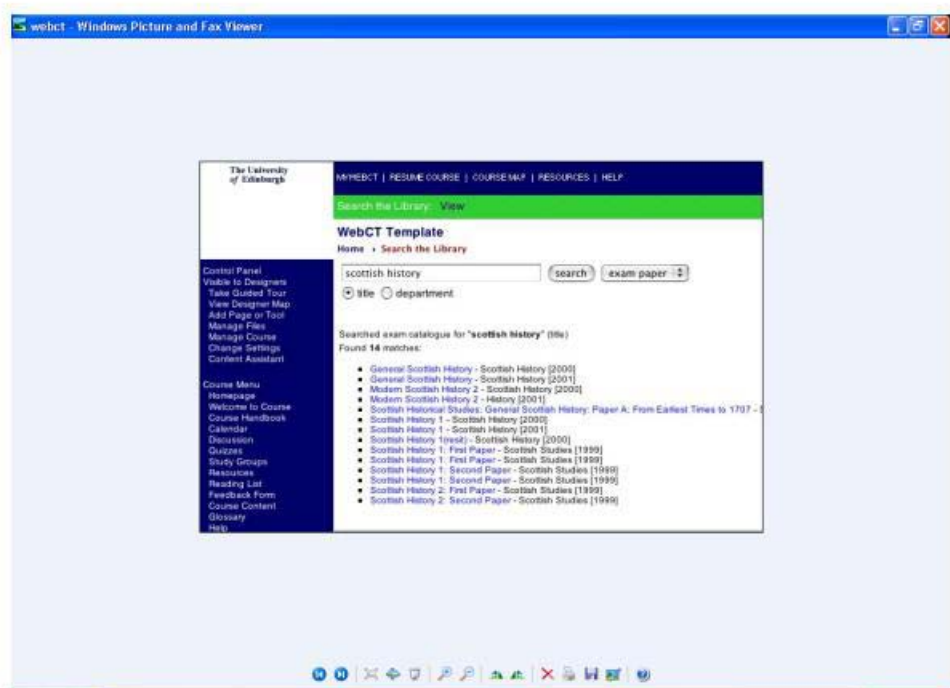 webct - Windows Picture and Fax Viewer
The University
of Edinburgh
MYWEBCT | RESUME COURSE | COURSE MAP | RESOURCES | HELP
Search the Library: View
WebCT Template
Home › Search the Library
scottish history search exam paper
title department
Searched exam catalogue for "scottish history" (title)
Found 14 matches:
General Scottish History - Scottish History [2000]
General Scottish History - Scottish History [2001]
Modern Scottish History 2 - Scottish History [2000]
Modern Scottish History 2 - History [2001]
Scottish Historical Studies: General Scottish History: Paper A: From Earliest Times to 1707 -
Scottish History 1 - Scottish History [2000]
Scottish History 1 - Scottish History [2001]
Scottish History 1(resit) - Scottish History [2000]
Scottish History 1: First Paper - Scottish Studies [1999]
Scottish History 1: First Paper - Scottish Studies [1999]
Scottish History 1: Second Paper - Scottish Studies [1999]
Scottish History 1: Second Paper - Scottish Studies [1999]
Scottish History 2: First Paper - Scottish Studies [1999]
Scottish History 2: Second Paper - Scottish Studies [1999]
Control Panel
Visible to Designers
Take Guided Tour
View Designer Map
Add Page or Tool
Manage Files
Manage Course
Change Settings
Content Assistant
Course Menu
Homepage
Welcome to Course
Course Handbook
Calendar
Discussion
Quizzes
Study Groups
Resources
Reading List
Feedback Form
Course Content
Glossary
Help